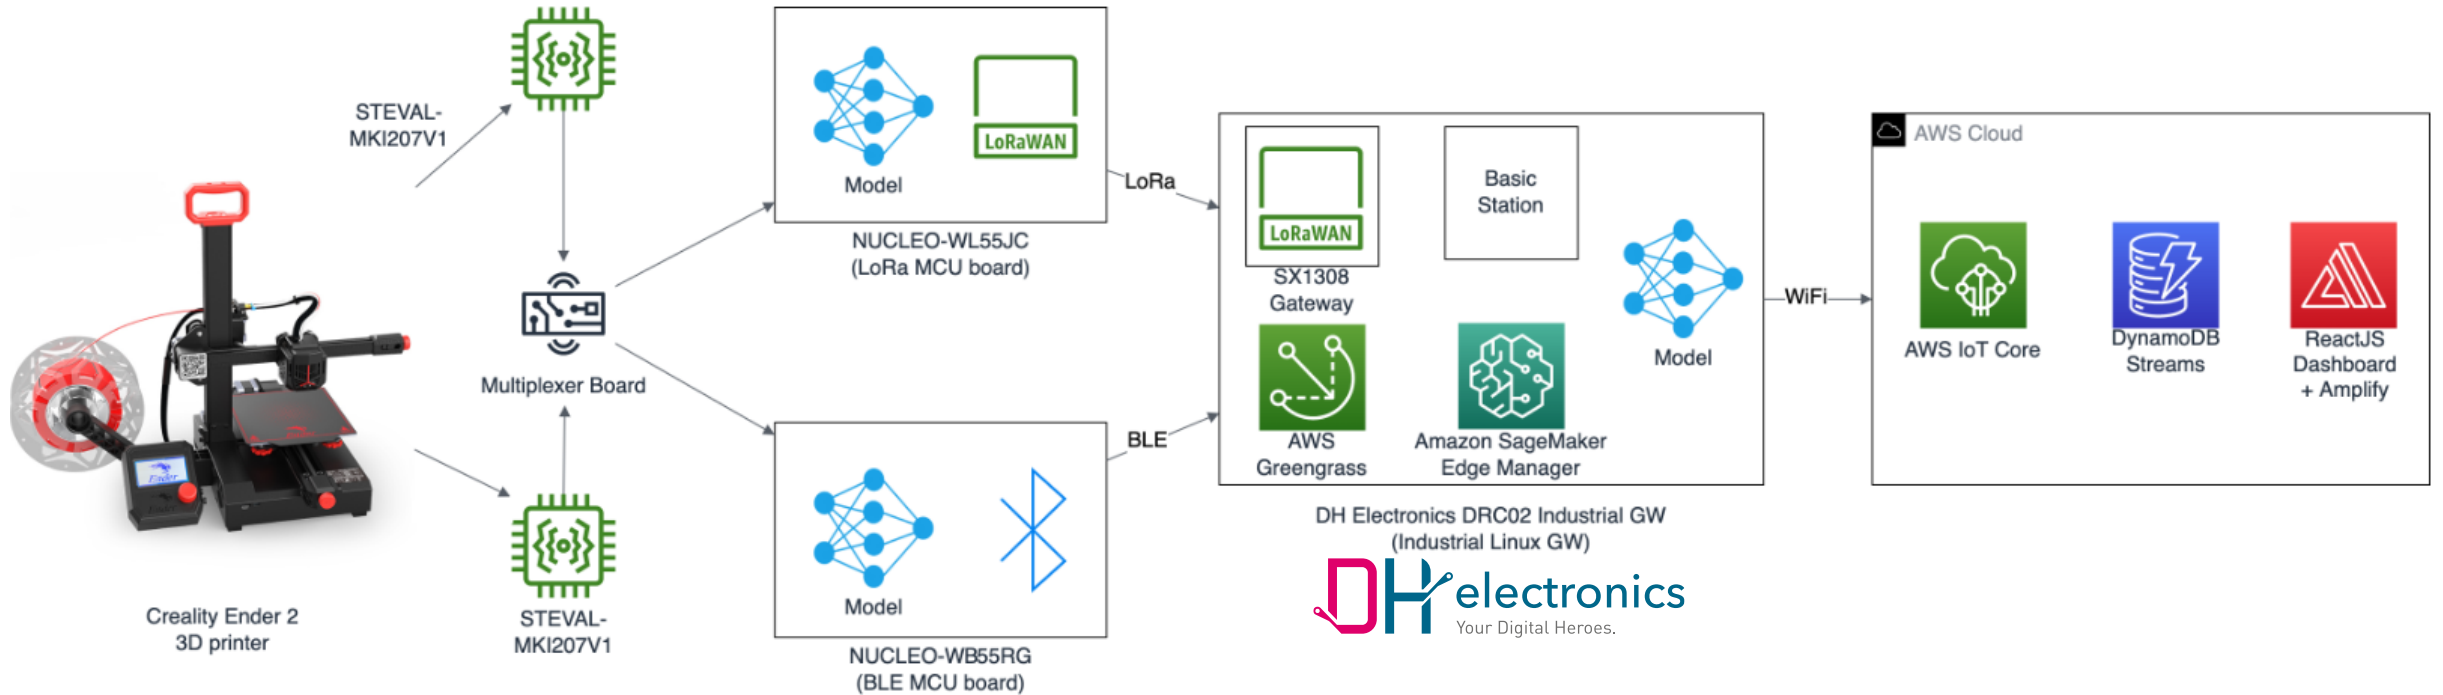 STEVAL-
MKI207V1
Creality Ender 2
3D printer
Ender
STEVAL-
MKI207V1
Multiplexer Board
Model
LoRaWAN
NUCLEO-WL55JC
(LoRa MCU board)
Model
NUCLEO-WB55RG
(BLE MCU board)
LoRa
BLE
LoRaWAN
SX1308
Gateway
Basic
Station
AWS
Greengrass
Amazon SageMaker
Edge Manager
Model
DH Electronics DRC02 Industrial GW
(Industrial Linux GW)
DH electronics
Your Digital Heroes.
WiFi
AWS Cloud
AWS IoT Core
DynamoDB
Streams
ReactJS
Dashboard
+ Amplify